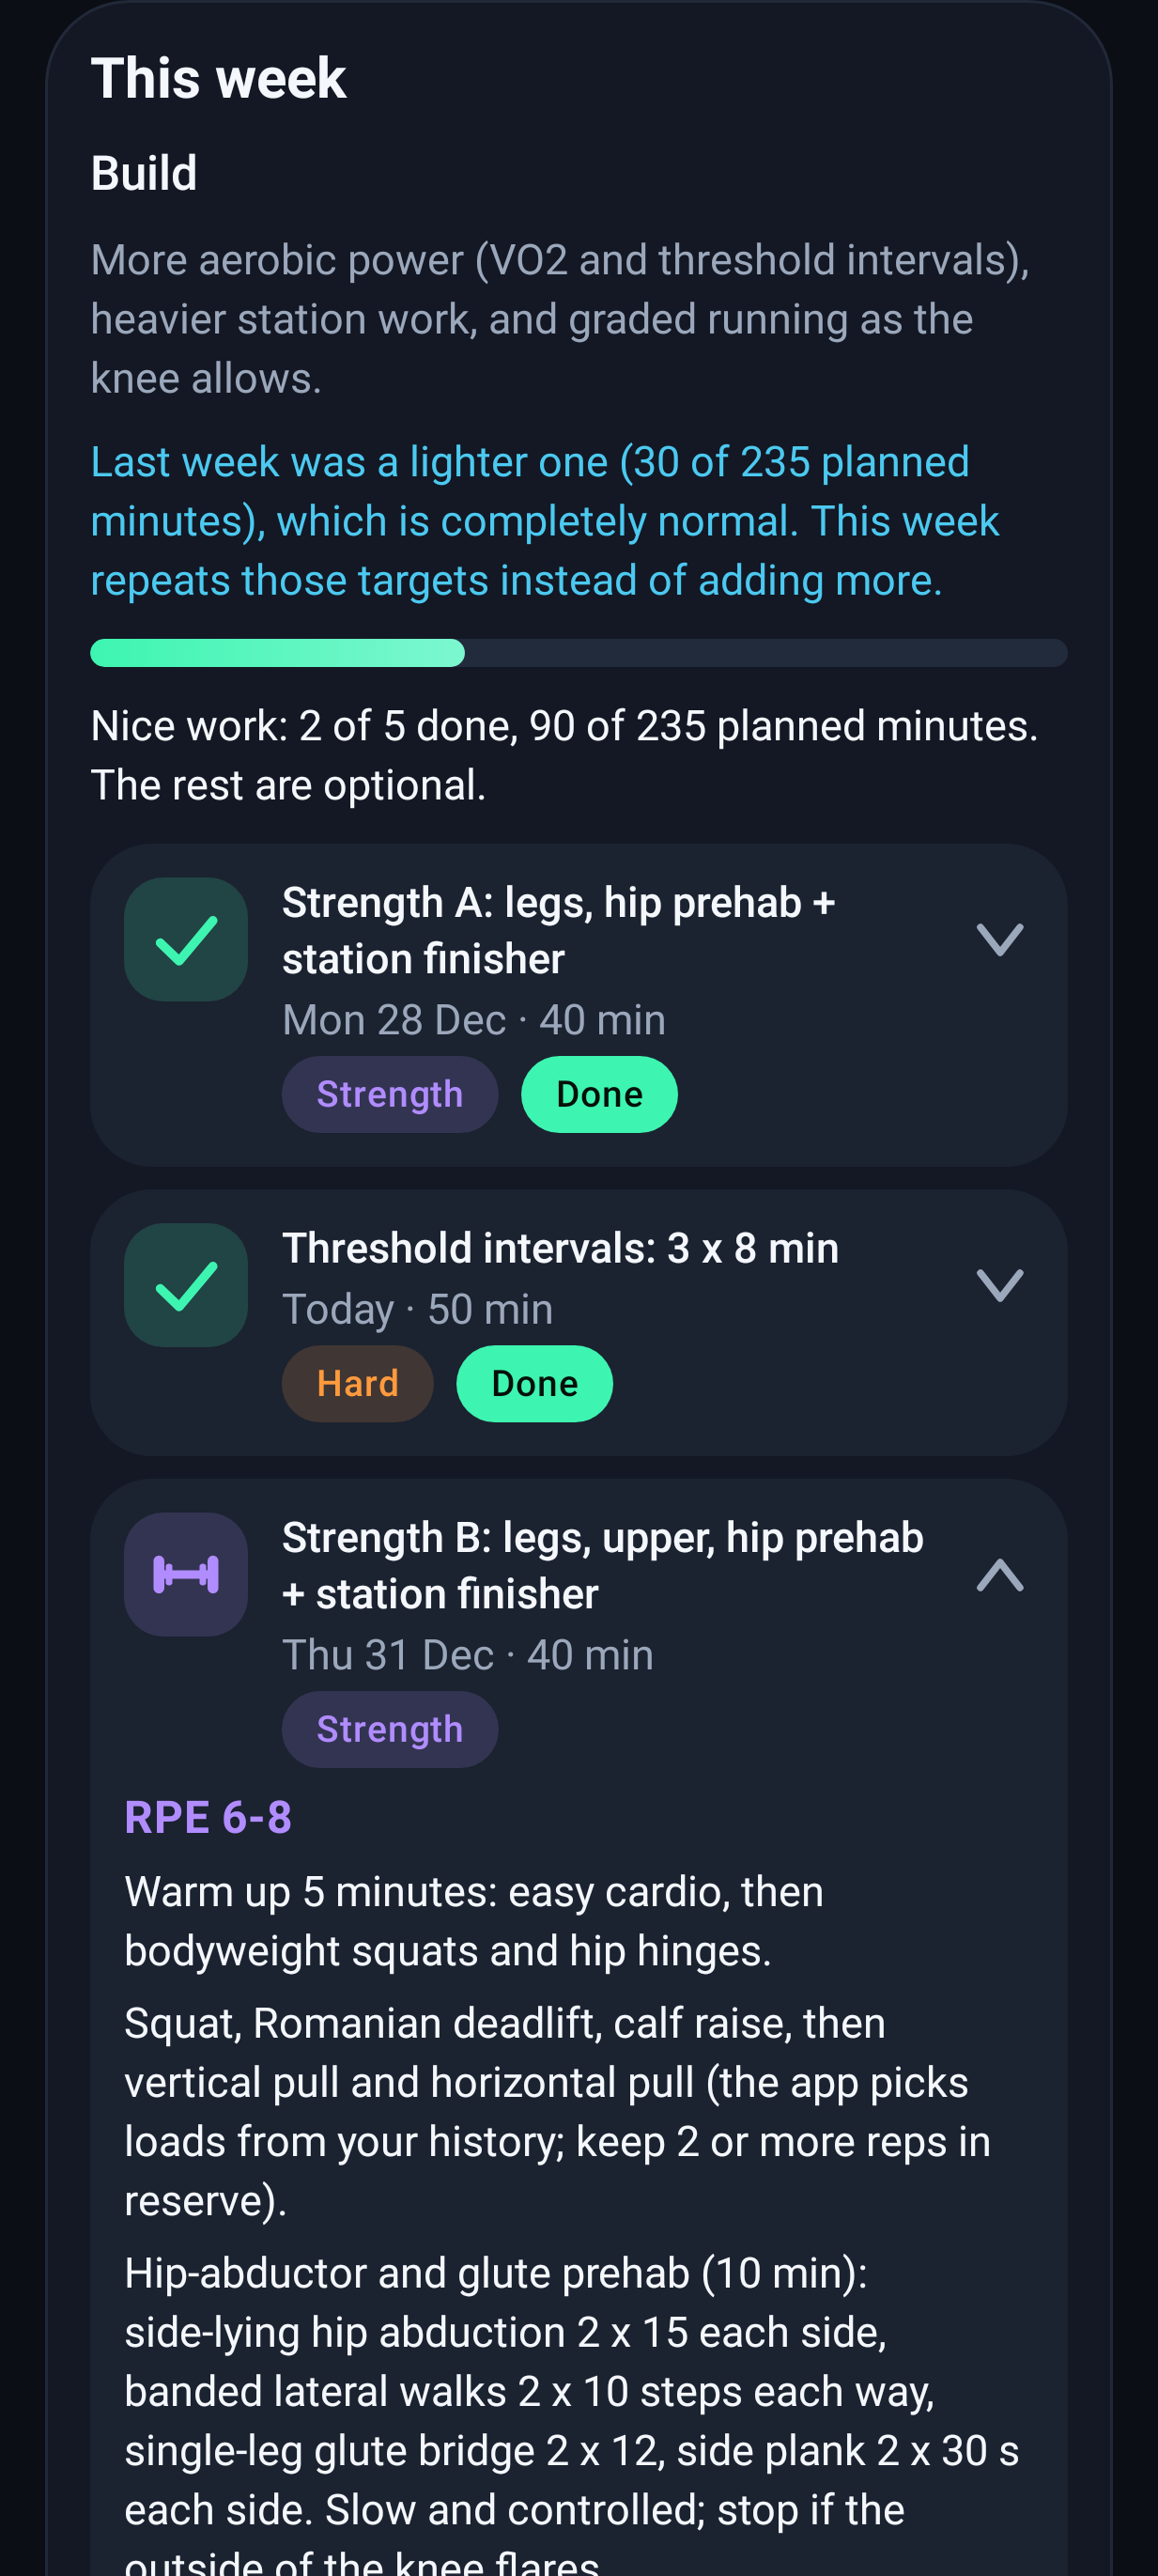 This week
Build
More aerobic power (VO2 and threshold intervals),
heavier station work, and graded running as the
knee allows.
Last week was a lighter one (30 of 235 planned
minutes), which is completely normal. This week
repeats those targets instead of adding more.
Nice work: 2 of 5 done, 90 of 235 planned minutes.
The rest are optional.
Strength A: legs, hip prehab +
station finisher
Mon 28 Dec · 40 min
Strength Done
Threshold intervals: 3 x 8 min
Today · 50 min
Hard Done
Strength B: legs, upper, hip prehab
+ station finisher
Thu 31 Dec · 40 min
Strength
RPE 6-8
Warm up 5 minutes: easy cardio, then
bodyweight squats and hip hinges.
Squat, Romanian deadlift, calf raise, then
vertical pull and horizontal pull (the app picks
loads from your history; keep 2 or more reps in
reserve).
Hip-abductor and glute prehab (10 min):
side-lying hip abduction 2 x 15 each side,
banded lateral walks 2 x 10 steps each way,
single-leg glute bridge 2 x 12, side plank 2 x 30 s
each side. Slow and controlled; stop if the
outside of the knee flares